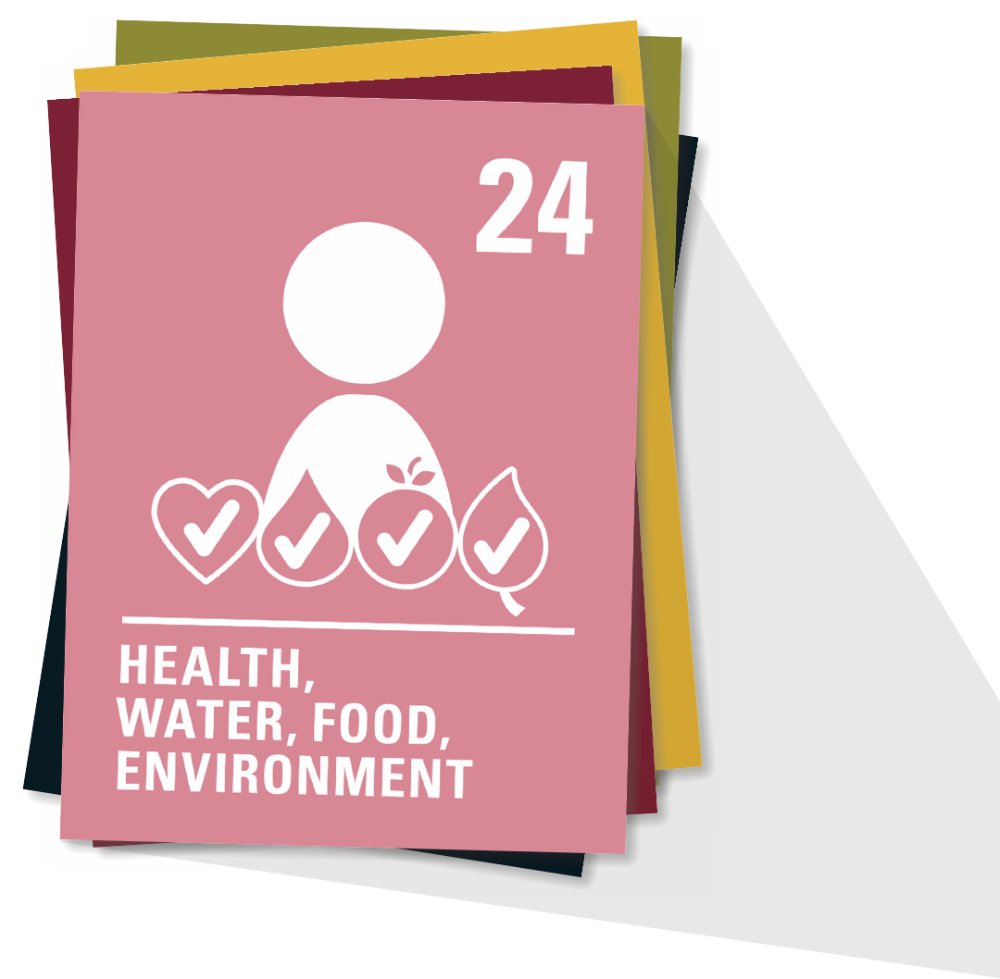 24
HEALTH,
WATER, FOOD,
ENVIRONMENT